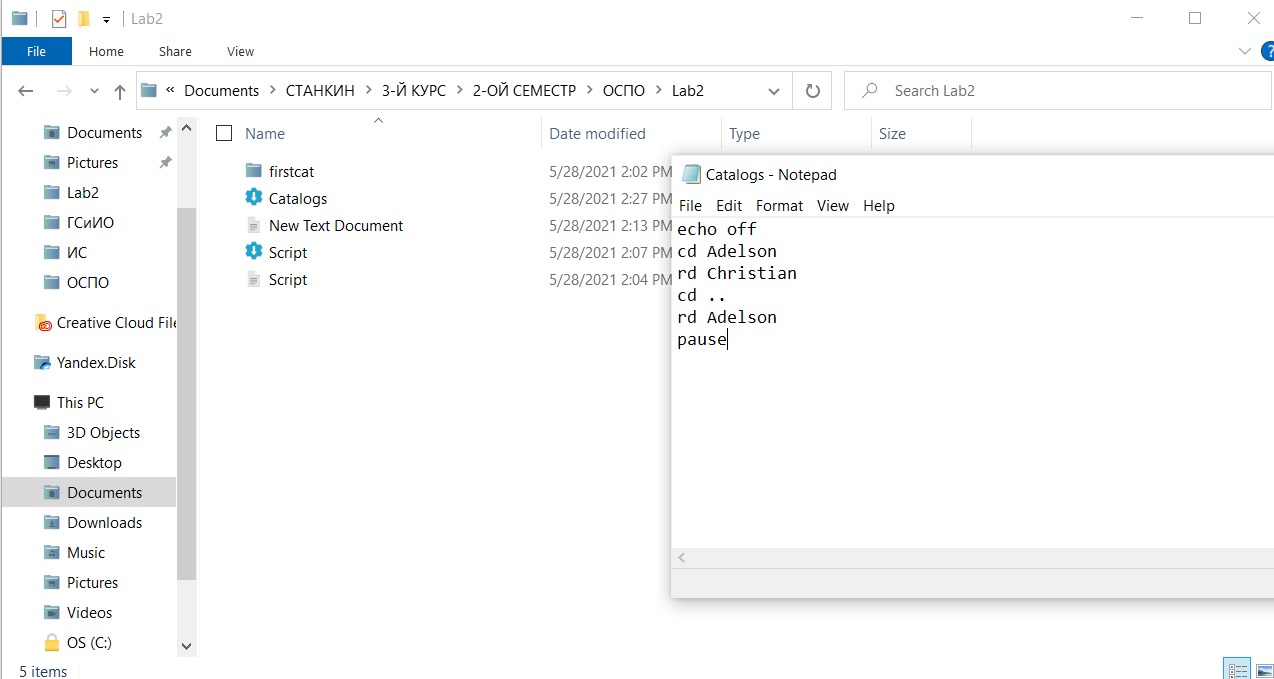 Lab2
File Home Share View
« Documents > СТАНКИН > 3-Й КУРС > 2-ОЙ СЕМЕСТР > ОСПО > Lab2
Search Lab2
Documents
Pictures
Lab2
ГСиИО
ИС
ОСПО
Creative Cloud File
Yandex.Disk
This PC
3D Objects
Desktop
Documents
Downloads
Music
Pictures
Videos
OS (C:)
Name Date modified Type Size
firstcat 5/28/2021 2:02 PM
Catalogs 5/28/2021 2:27 PM
New Text Document 5/28/2021 2:13 PM
Script 5/28/2021 2:07 PM
Script 5/28/2021 2:04 PM
Catalogs - Notepad
File Edit Format View Help
echo off
cd Adelson
rd Christian
cd ..
rd Adelson
pause
5 items